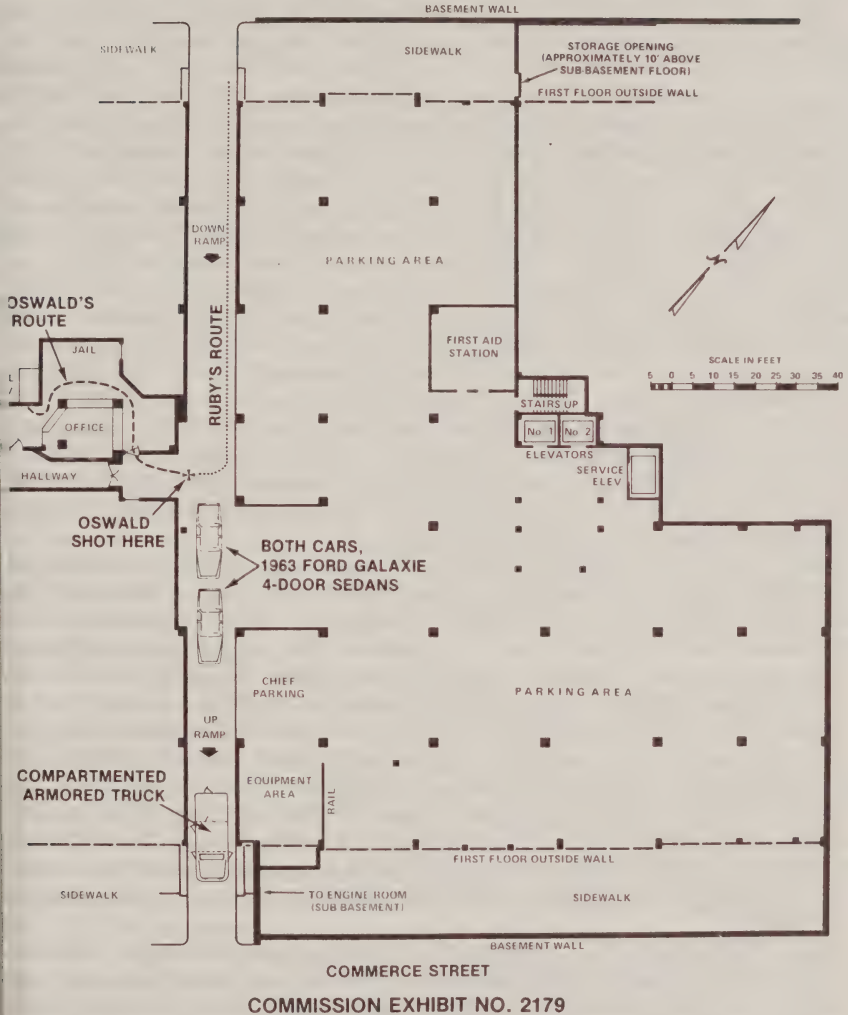 BASEMENT WALL
SIDEWALK
SIDEWALK
STORAGE OPENING
(APPROXIMATELY 10' ABOVE
SUB-BASEMENT FLOOR)
FIRST FLOOR OUTSIDE WALL
DOWN
RAMP
PARKING AREA
RUBY'S ROUTE
OSWALD'S
ROUTE
JAIL
OFFICE
HALLWAY
FIRST AID
STATION
SCALE IN FEET
5 0 5 10 15 20 25 30 35 40
STAIRS UP
No 1
No 2
ELEVATORS
SERVICE
ELEV
OSWALD
SHOT HERE
BOTH CARS,
1963 FORD GALAXIE
4-DOOR SEDANS
CHIEF
PARKING
PARKING AREA
UP
RAMP
COMPARTMENTED
ARMORED TRUCK
EQUIPMENT
AREA
RAIL
FIRST FLOOR OUTSIDE WALL
SIDEWALK
TO ENGINE ROOM
(SUB BASEMENT)
SIDEWALK
BASEMENT WALL
COMMERCE STREET
COMMISSION EXHIBIT NO. 2179